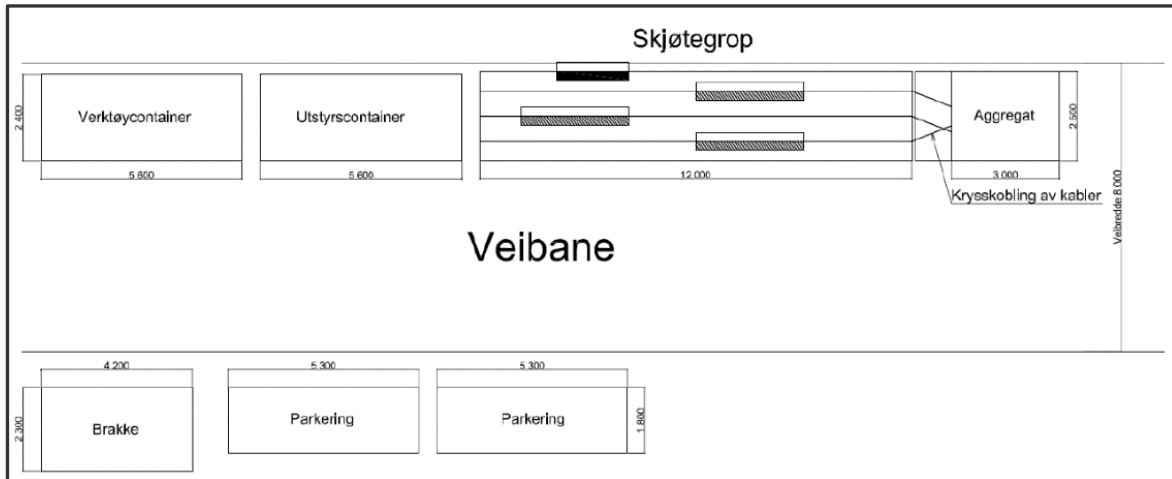 Skjøtegrop
Verktøycontainer
Utstyrscontainer
Aggregat
2.400
2.500
5.600
5.600
12.000
3.000
Krysskobling av kabler
Veibredde 8.000
Veibane
4.200
5.300
5.300
Brakke
Parkering
Parkering
2.300
1.800